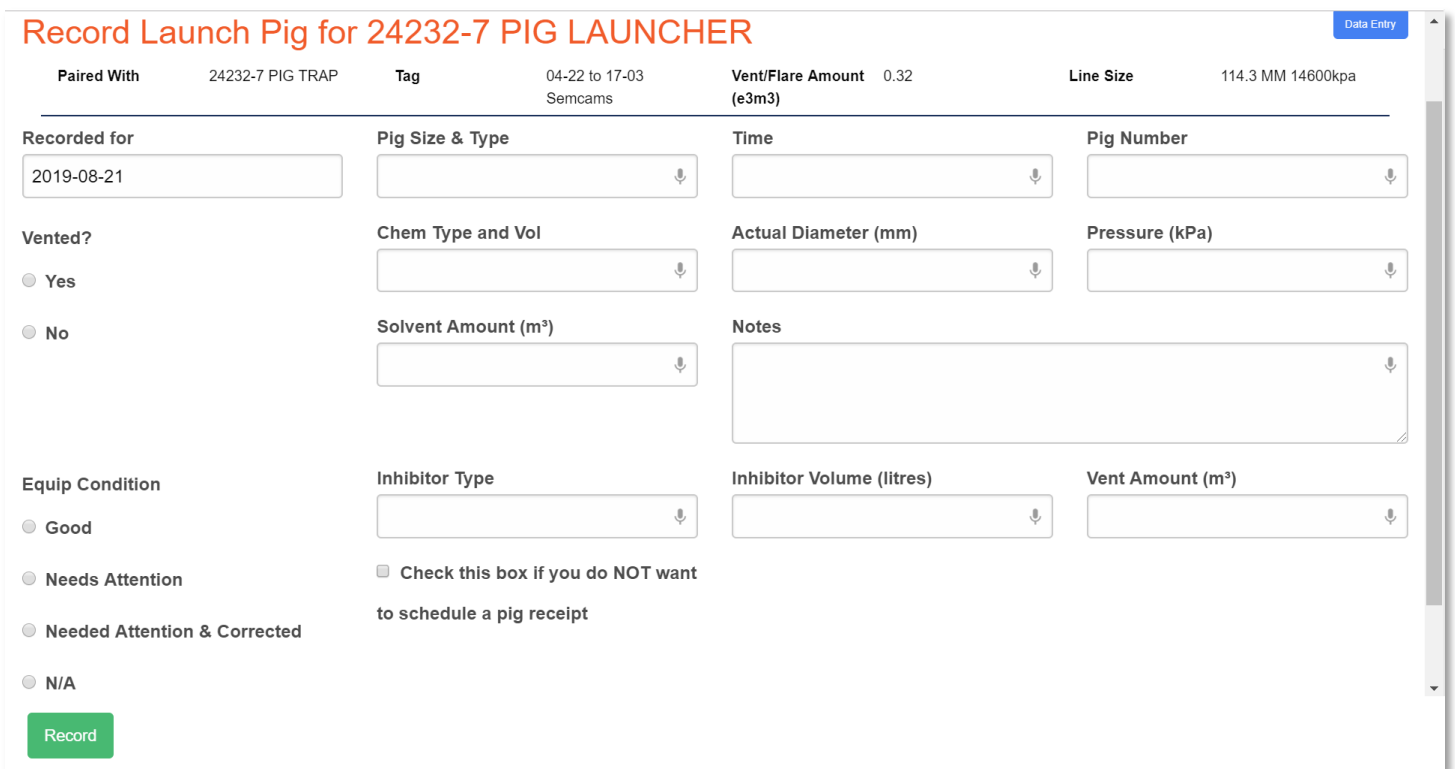 Record Launch Pig for 24232-7 PIG LAUNCHER
Data Entry
Paired With 24232-7 PIG TRAP Tag 04-22 to 17-03 Vent/Flare Amount 0.32 Line Size 114.3 MM 14600kpa
Semcams (e3m3)
Recorded for Pig Size & Type Time Pig Number
2019-08-21
Vented? Chem Type and Vol Actual Diameter (mm) Pressure (kPa)
Yes
No Solvent Amount (m³) Notes
Equip Condition Inhibitor Type Inhibitor Volume (litres) Vent Amount (m³)
Good
Needs Attention Check this box if you do NOT want
to schedule a pig receipt
Needed Attention & Corrected
N/A
Record